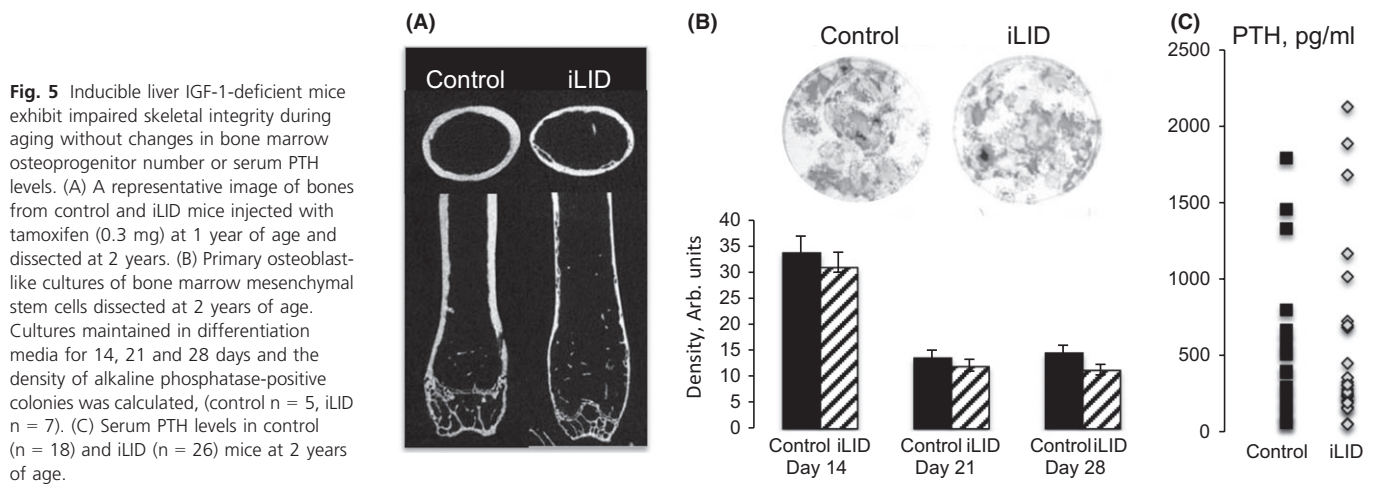 Fig. 5 Inducible liver IGF-1-deficient mice
exhibit impaired skeletal integrity during
aging without changes in bone marrow
osteoprogenitor number or serum PTH
levels. (A) A representative image of bones
from control and iLID mice injected with
tamoxifen (0.3 mg) at 1 year of age and
dissected at 2 years. (B) Primary osteoblast-
like cultures of bone marrow mesenchymal
stem cells dissected at 2 years of age.
Cultures maintained in differentiation
media for 14, 21 and 28 days and the
density of alkaline phosphatase-positive
colonies was calculated, (control n = 5, iLID
n = 7). (C) Serum PTH levels in control
(n = 18) and iLID (n = 26) mice at 2 years
of age.
(A)
Control iLID
(B)
Control iLID
Density, Arb. units
40
35
30
25
20
15
10
5
0
Control iLID Control iLID Control iLID
Day 14 Day 21 Day 28
(C)
PTH, pg/ml
2500
2000
1500
1000
500
0
Control iLID